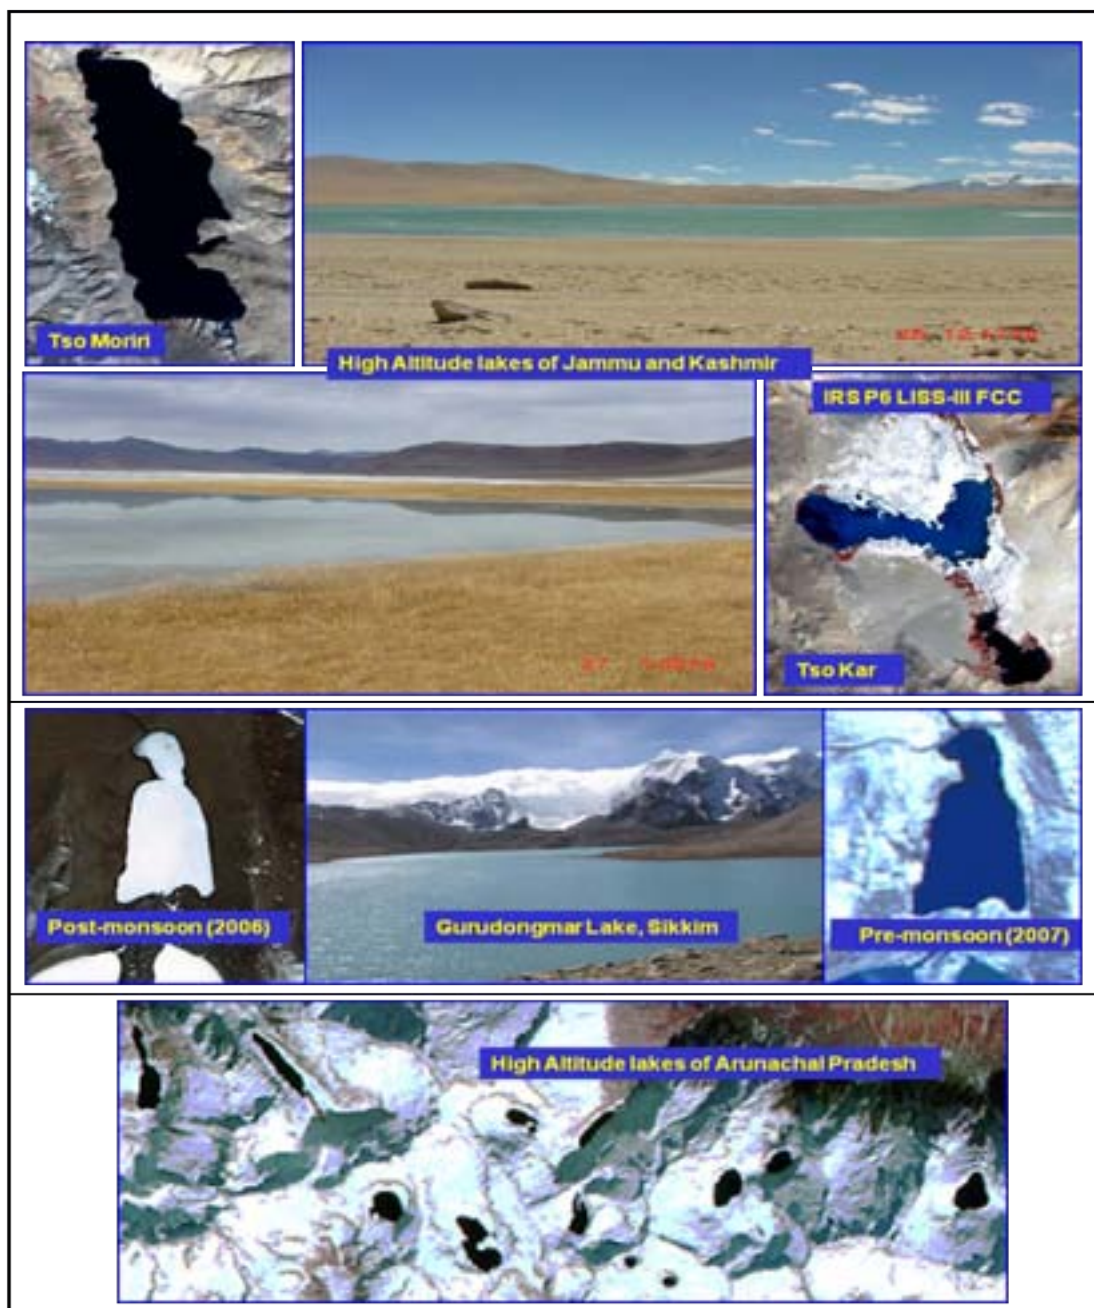 Tso Moriri
High Altitude lakes of Jammu and Kashmir
IRS P6 LISS-III FCC
Tso Kar
Post-monsoon (2006)
Gurudongmar Lake, Sikkim
Pre-monsoon (2007)
High Altitude lakes of Arunachal Pradesh